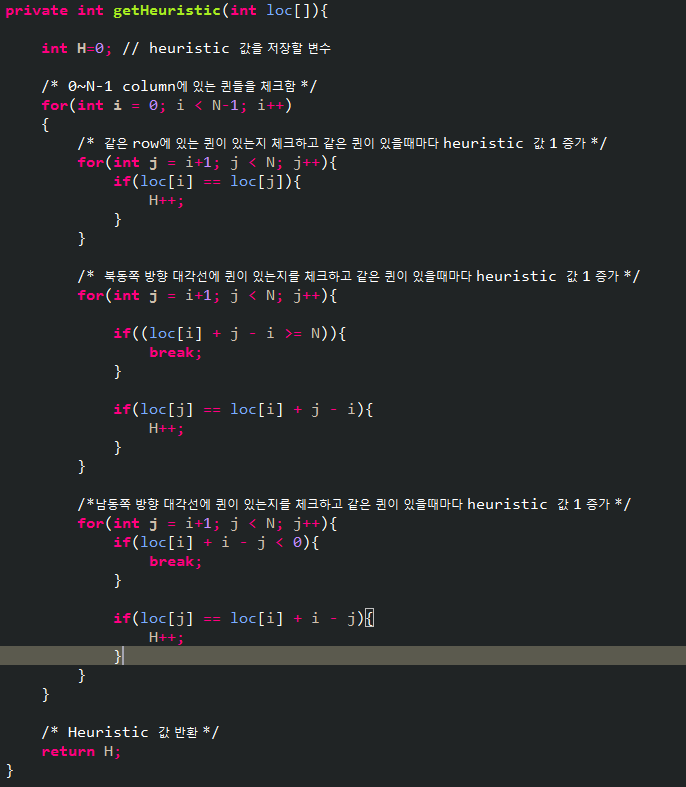 private int getHeuristic(int loc[]){
int H=0; // heuristic 값을 저장할 변수
/* 0~N-1 column에 있는 퀸들을 체크함 */
for(int i = 0; i < N-1; i++)
{
/* 같은 row에 있는 퀸이 있는지 체크하고 같은 퀸이 있을때마다 heuristic 값 1 증가 */
for(int j = i+1; j < N; j++){
if(loc[i] == loc[j]){
H++;
}
}
/* 북동쪽 방향 대각선에 퀸이 있는지를 체크하고 같은 퀸이 있을때마다 heuristic 값 1 증가 */
for(int j = i+1; j < N; j++){
if((loc[i] + j - i >= N)){
break;
}
if(loc[j] == loc[i] + j - i){
H++;
}
}
/*남동쪽 방향 대각선에 퀸이 있는지를 체크하고 같은 퀸이 있을때마다 heuristic 값 1 증가 */
for(int j = i+1; j < N; j++){
if(loc[i] + i - j < 0){
break;
}
if(loc[j] == loc[i] + i - j){
H++;
}
}
}
/* Heuristic 값 반환 */
return H;
}